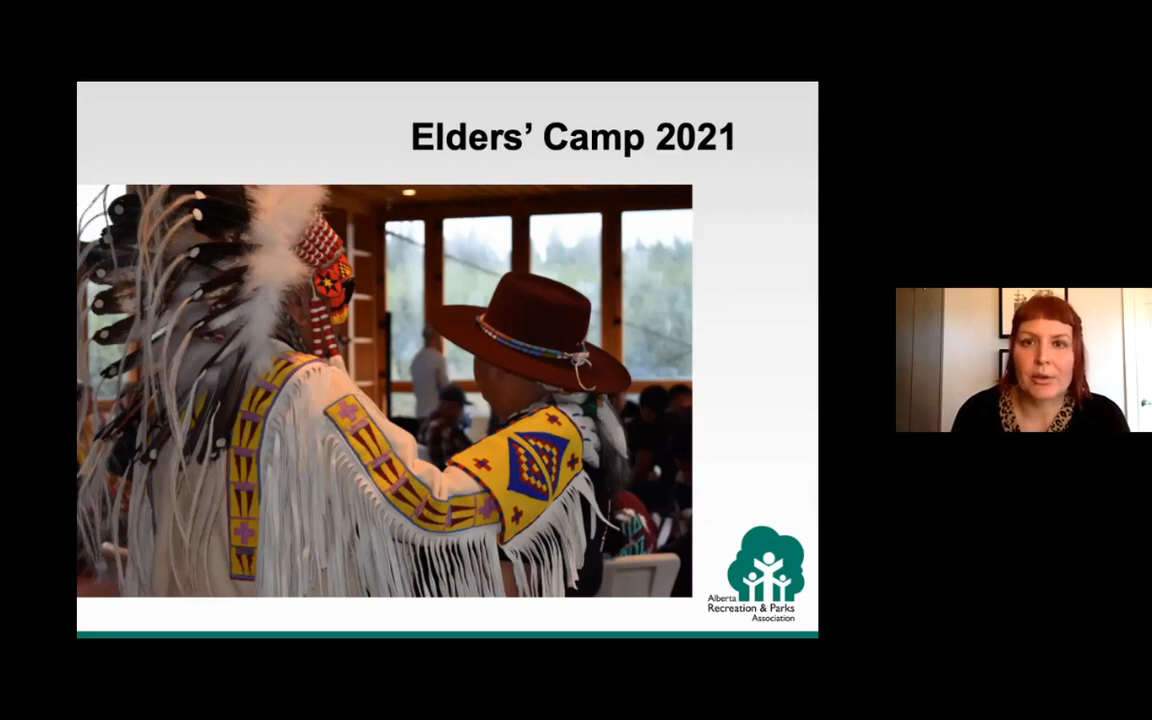 Elders’ Camp 2021
Alberta
Recreation & Parks
Association